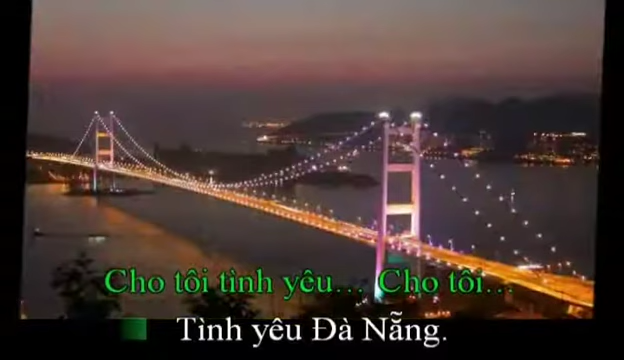 Cho tôi tình yêu... Cho tôi...
Tình yêu Đà Nẵng.